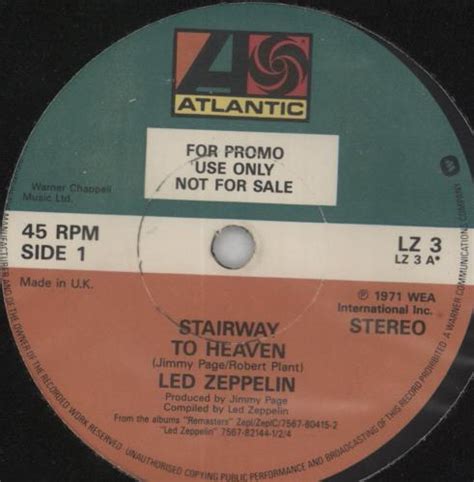 ATLANTIC
FOR PROMO
USE ONLY
NOT FOR SALE
Warner Chappell
Music Ltd.
45 RPM
SIDE 1
LZ 3
LZ 3 A*
Made in U.K.
℗ 1971 WEA
International Inc.
STEREO
STAIRWAY
TO HEAVEN
(Jimmy Page/Robert Plant)
LED ZEPPELIN
Produced by Jimmy Page
Compiled by Led Zeppelin
From the albums "Remasters" Zepl/ZeplC/7567-80415-2
"Led Zeppelin" 7567-82144-1/2/4
MANUFACTURER AND OF THE OWNER OF THE RECORDED WORK RESERVED. UNAUTHORISED COPYING PUBLIC PERFORMANCE AND BROADCASTING OF THIS RECORD PROHIBITED. A WARNER COMMUNICATIONS COMPANY.